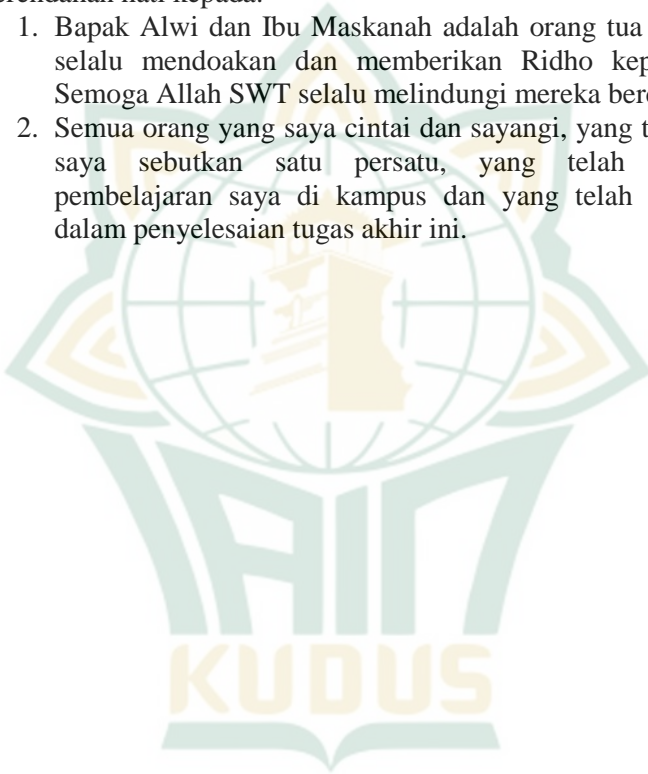 erendahan hati kepada:
1. Bapak Alwi dan Ibu Maskanah adalah orang tua
selalu mendoakan dan memberikan Ridho kep
Semoga Allah SWT selalu melindungi mereka ber
2. Semua orang yang saya cintai dan sayangi, yang t
saya sebutkan satu persatu, yang telah
pembelajaran saya di kampus dan yang telah
dalam penyelesaian tugas akhir ini.
IAIN
KUDUS